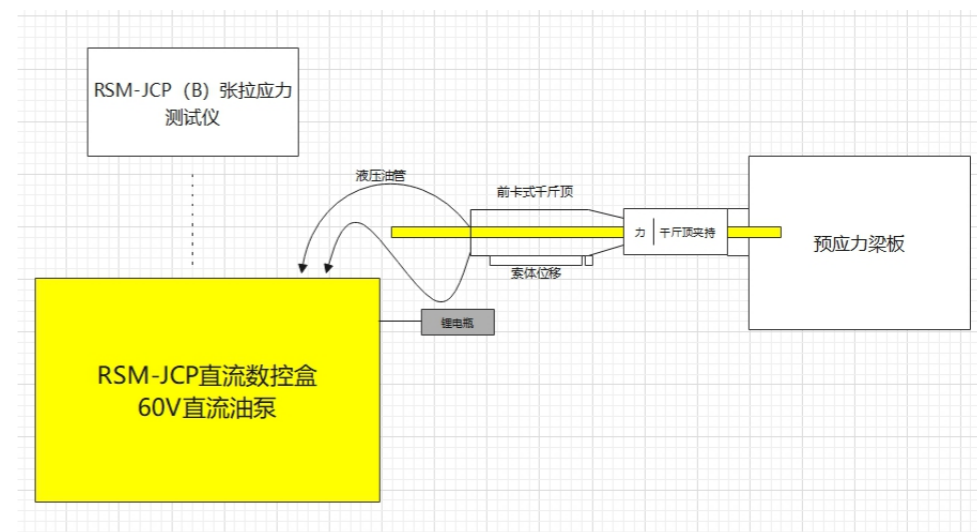 RSM-JCP（B）张拉应力
测试仪
液压油管
前卡式千斤顶
力
千斤顶夹持
预应力梁板
索体位移
锂电瓶
RSM-JCP直流数控盒
60V直流油泵